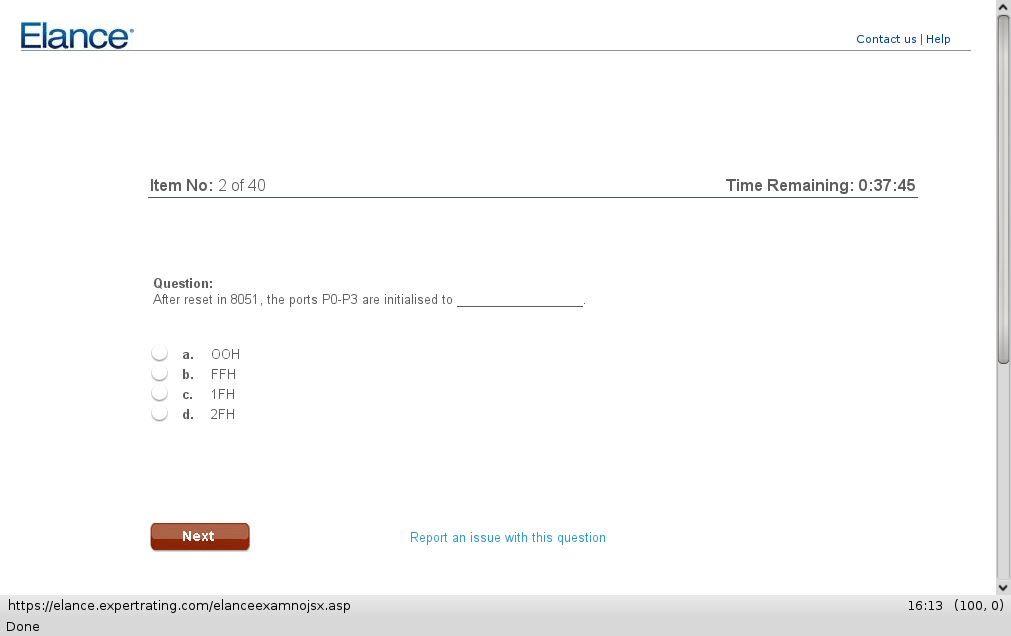 Elance
Contact us | Help
Item No: 2 of 40 Time Remaining: 0:37:45
Question:
After reset in 8051, the ports P0-P3 are initialised to __________________.
a. OOH
b. FFH
c. 1FH
d. 2FH
Next Report an issue with this question
https://elance.expertrating.com/elanceexamnojsx.asp 16:13 (100, 0)
Done